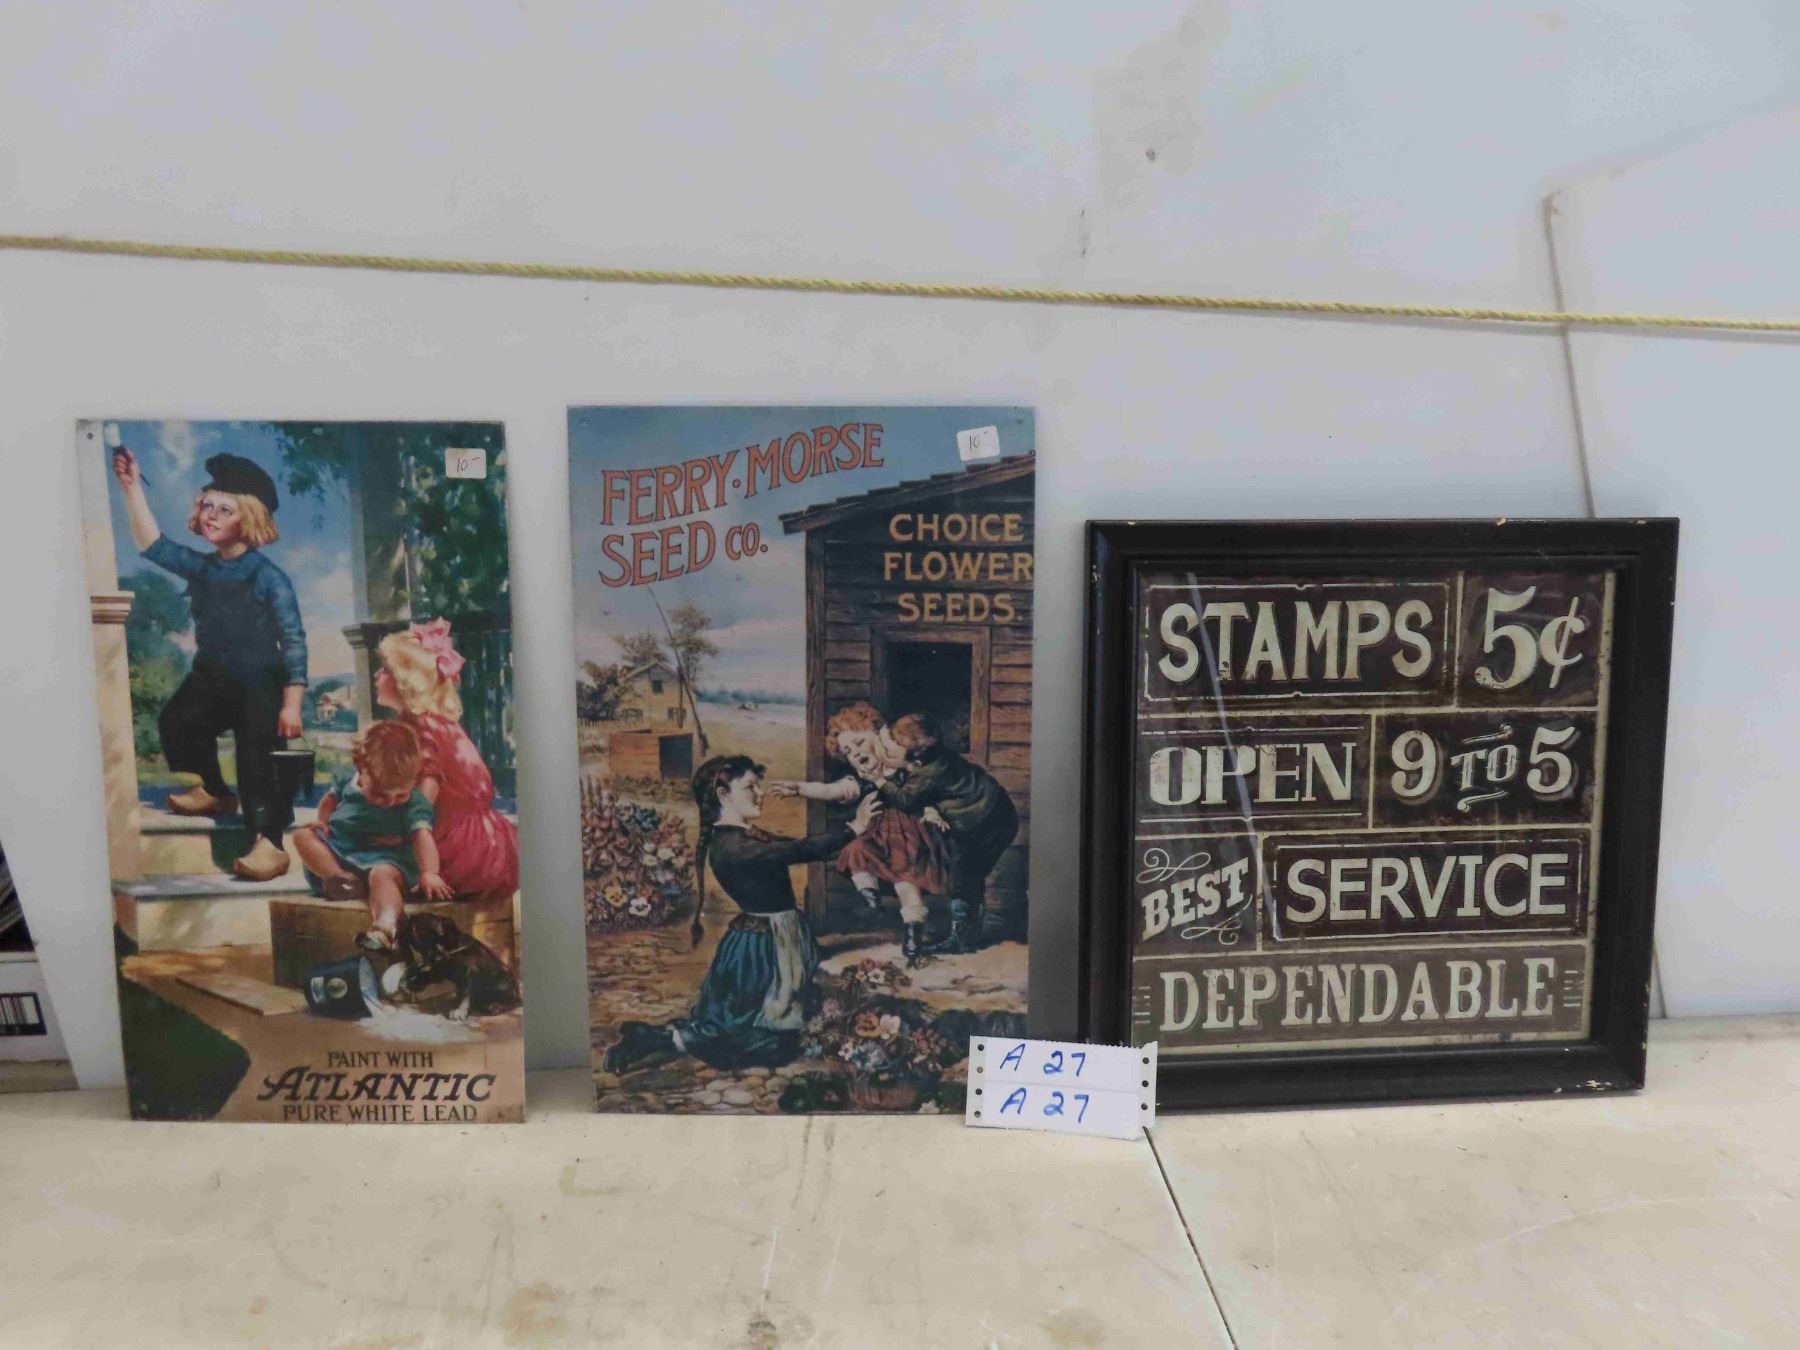 10-
PAINT WITH
ATLANTIC
PURE WHITE LEAD
10-
FERRY·MORSE
SEED CO.
CHOICE
FLOWER
SEEDS.
A 27
A 27
STAMPS 5¢
OPEN 9 TO 5
BEST SERVICE
DEPENDABLE